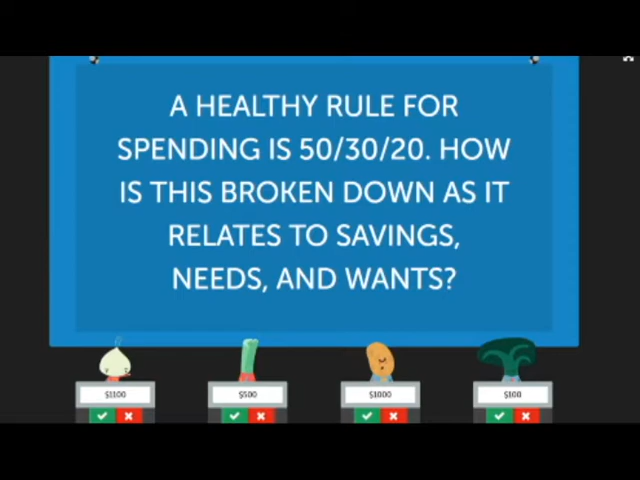 A HEALTHY RULE FOR
SPENDING IS 50/30/20. HOW
IS THIS BROKEN DOWN AS IT
RELATES TO SAVINGS,
NEEDS, AND WANTS?
$1100 $500 $1000 $100